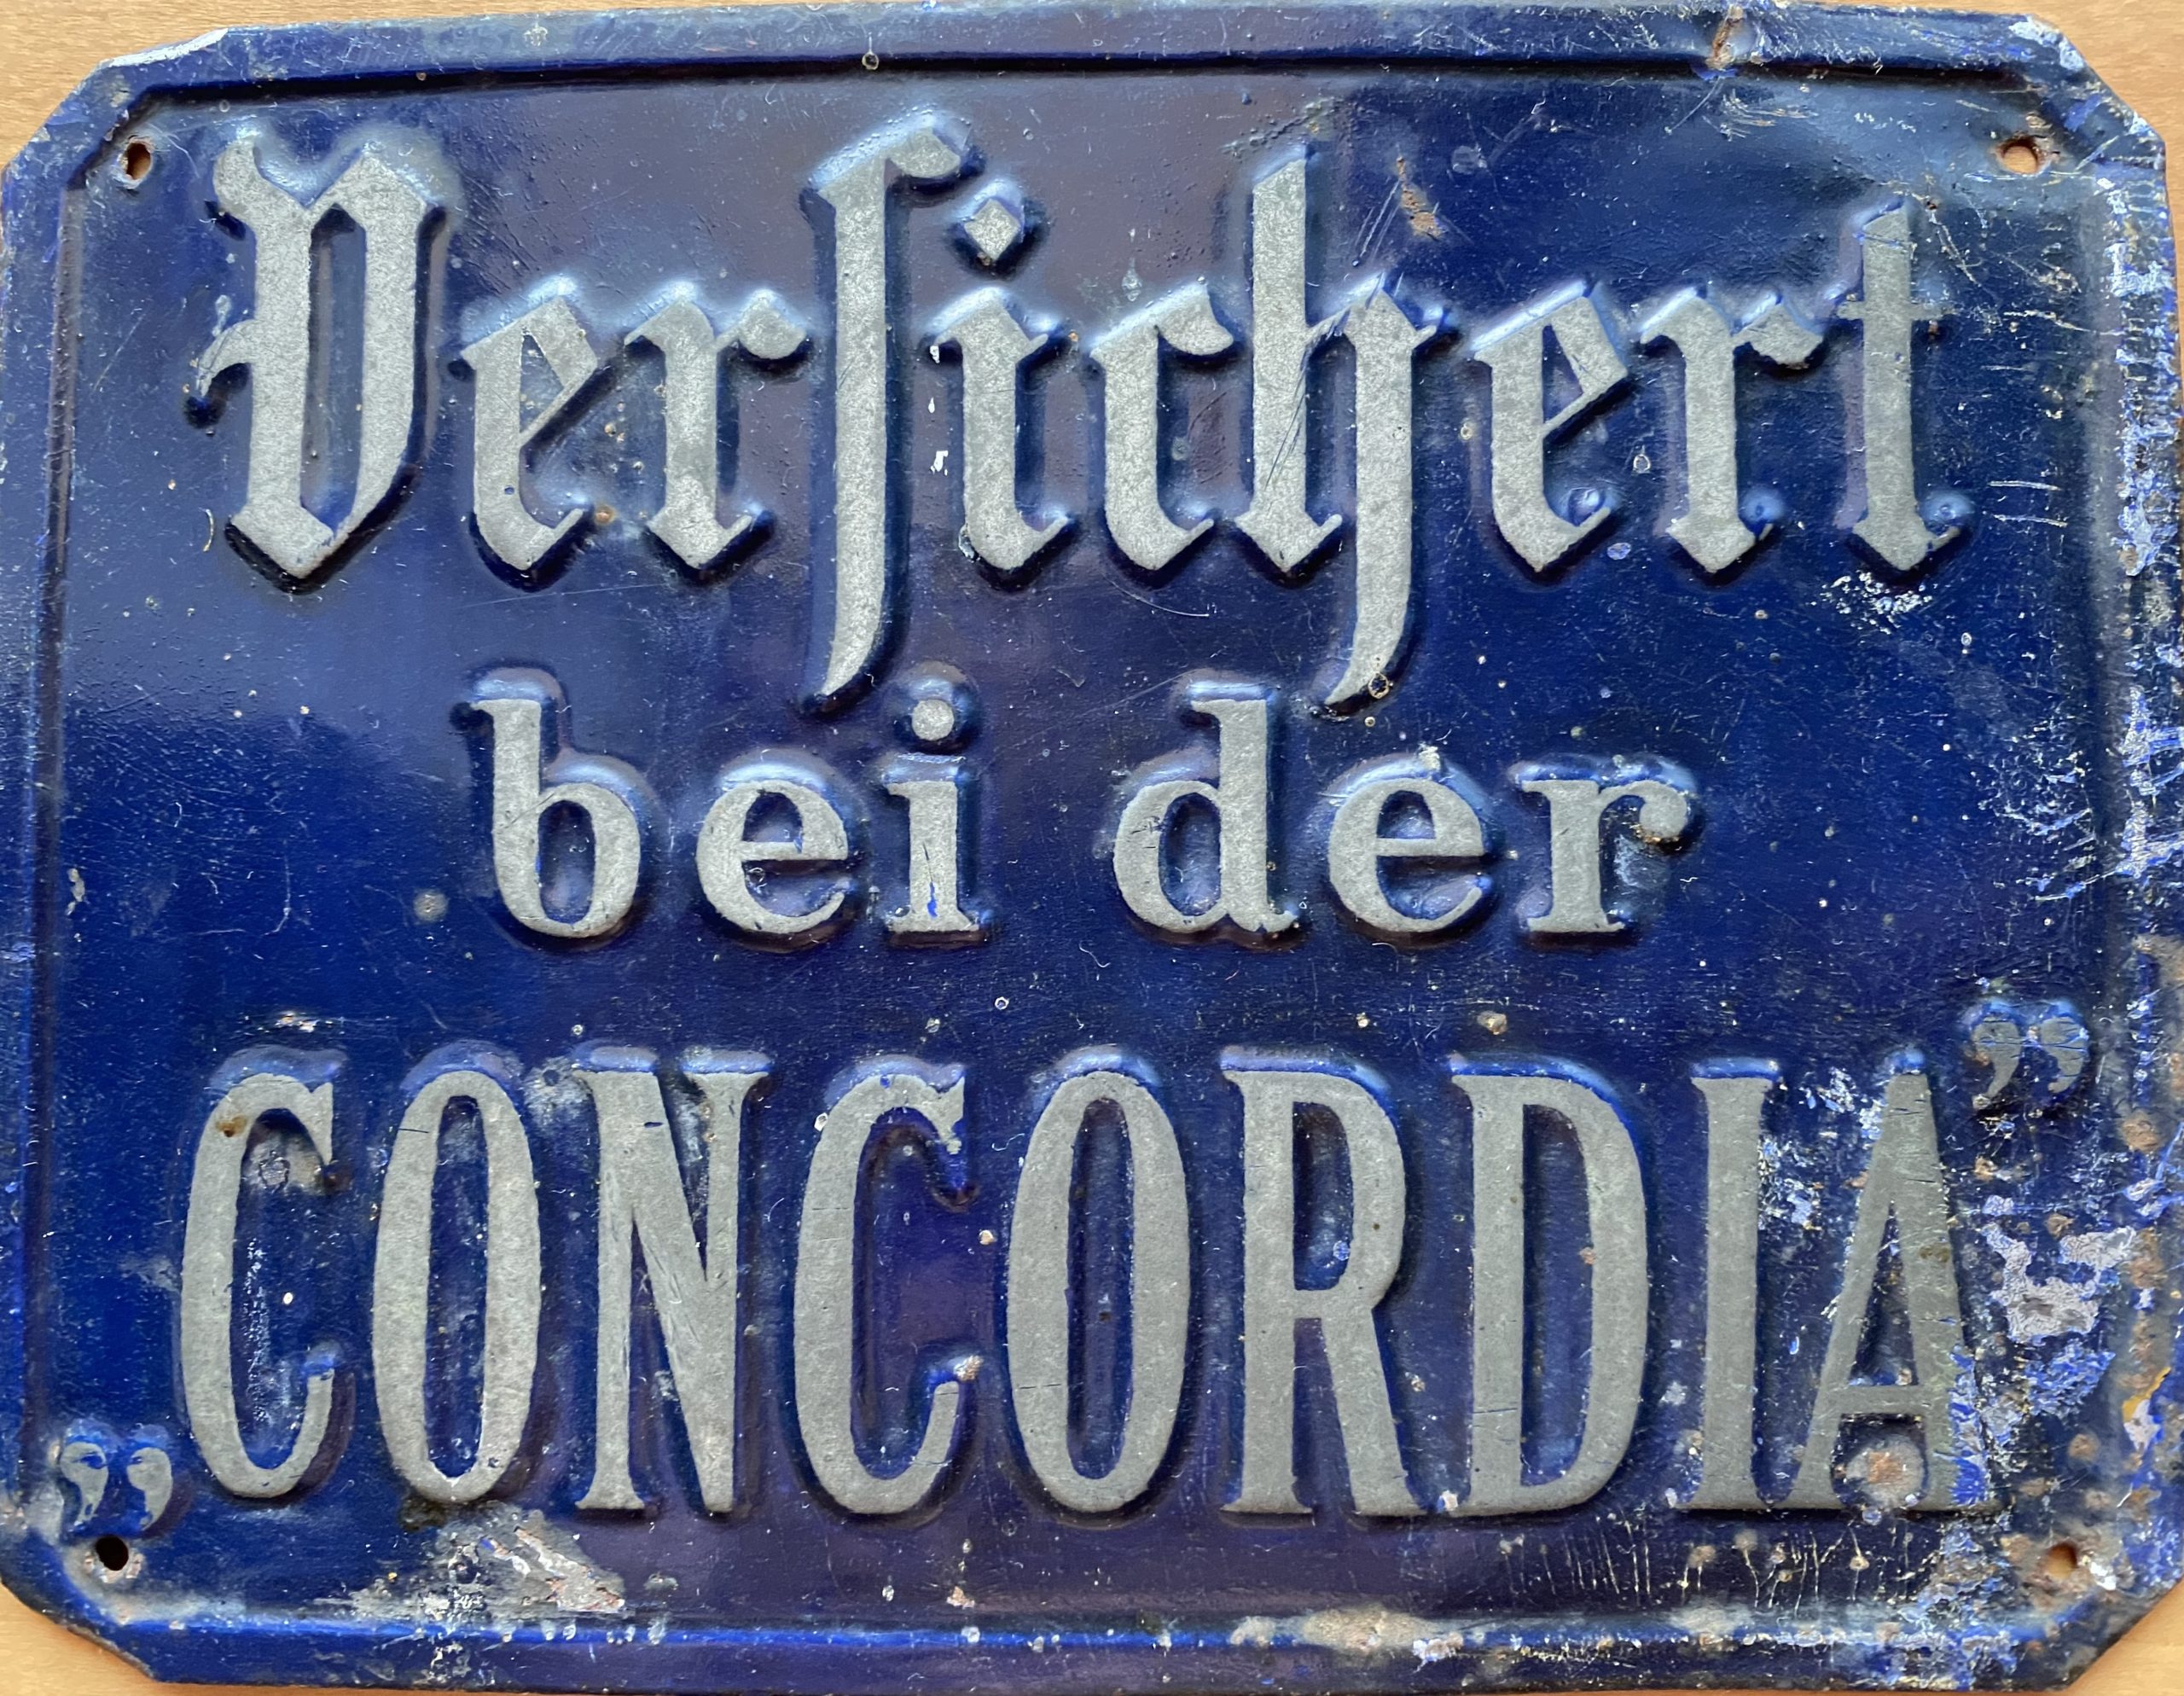 Verſichert
bei der
„CONCORDIA”